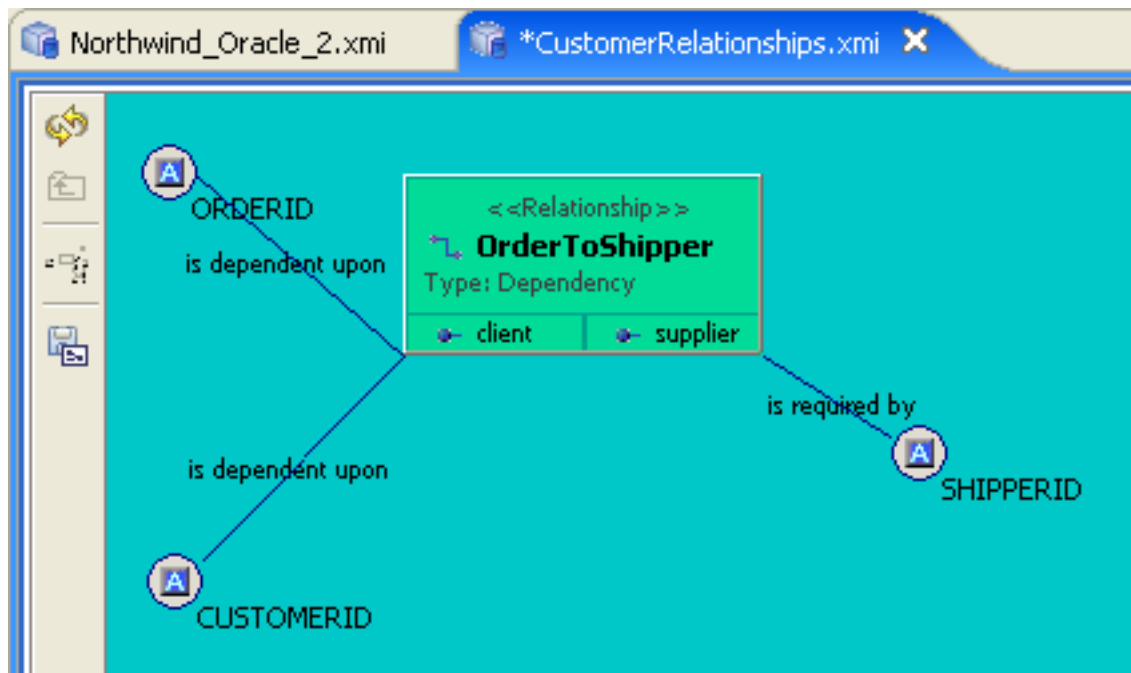 Northwind_Oracle_2.xmi
*CustomerRelationships.xmi
A
ORDERID
is dependent upon
<<Relationship>>
OrderToShipper
Type: Dependency
client
supplier
is required by
A
SHIPPERID
is dependent upon
A
CUSTOMERID